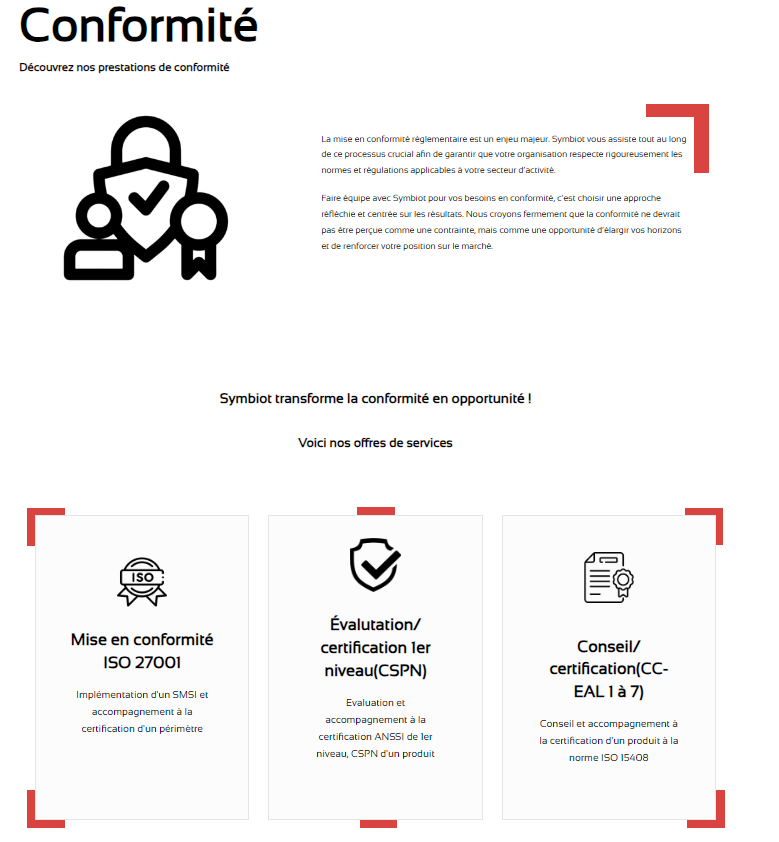 Conformité
Découvrez nos prestations de conformité
La mise en conformité réglementaire est un enjeu majeur. Symbiot vous assiste tout au long
de ce processus crucial afin de garantir que votre organisation respecte rigoureusement les
normes et régulations applicables à votre secteur d'activité.
Faire équipe avec Symbiot pour vos besoins en conformité, c'est choisir une approche
réfléchie et centrée sur les résultats. Nous croyons fermement que la conformité ne devrait
pas être perçue comme une contrainte, mais comme une opportunité d'élargir vos horizons
et de renforcer votre position sur le marché.
Symbiot transforme la conformité en opportunité !
Voici nos offres de services
ISO
Mise en conformité
ISO 27001
Implémentation d'un SMSI et
accompagnement à la
certification d'un périmètre
Évalutation/
certification 1er
niveau(CSPN)
Evaluation et
accompagnement à la
certification ANSSI de 1er
niveau, CSPN d'un produit
Conseil/
certification(CC-
EAL 1 à 7)
Conseil et accompagnement à
la certification d'un produit à la
norme ISO 15408